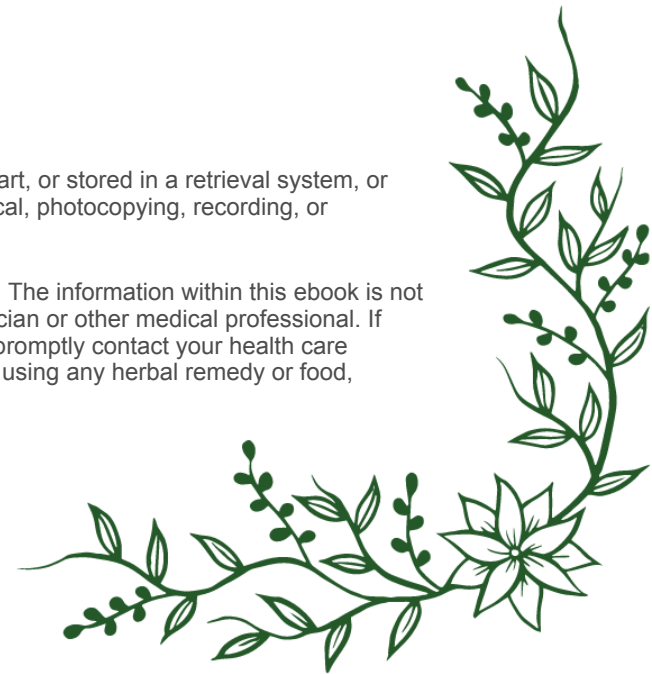 art, or stored in a retrieval system, or
cal, photocopying, recording, or
The information within this ebook is not
cian or other medical professional. If
promptly contact your health care
using any herbal remedy or food,